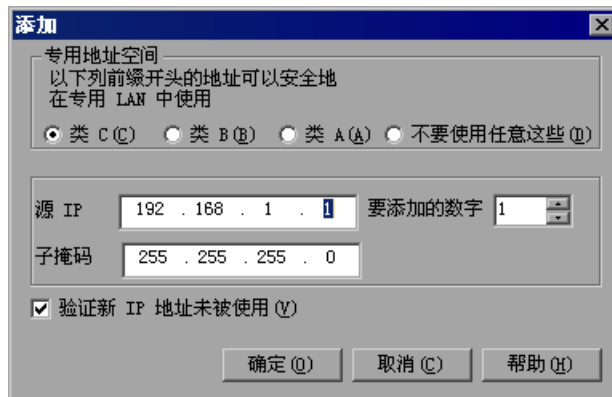 添加
专用地址空间
以下列前缀开头的地址可以安全地
在专用 LAN 中使用
类 C(C) 类 B(B) 类 A(A) 不要使用任意这些(D)
源 IP 192 . 168 . 1 . 1 要添加的数字 1
子掩码 255 . 255 . 255 . 0
验证新 IP 地址未被使用(V)
确定(O) 取消(C) 帮助(H)